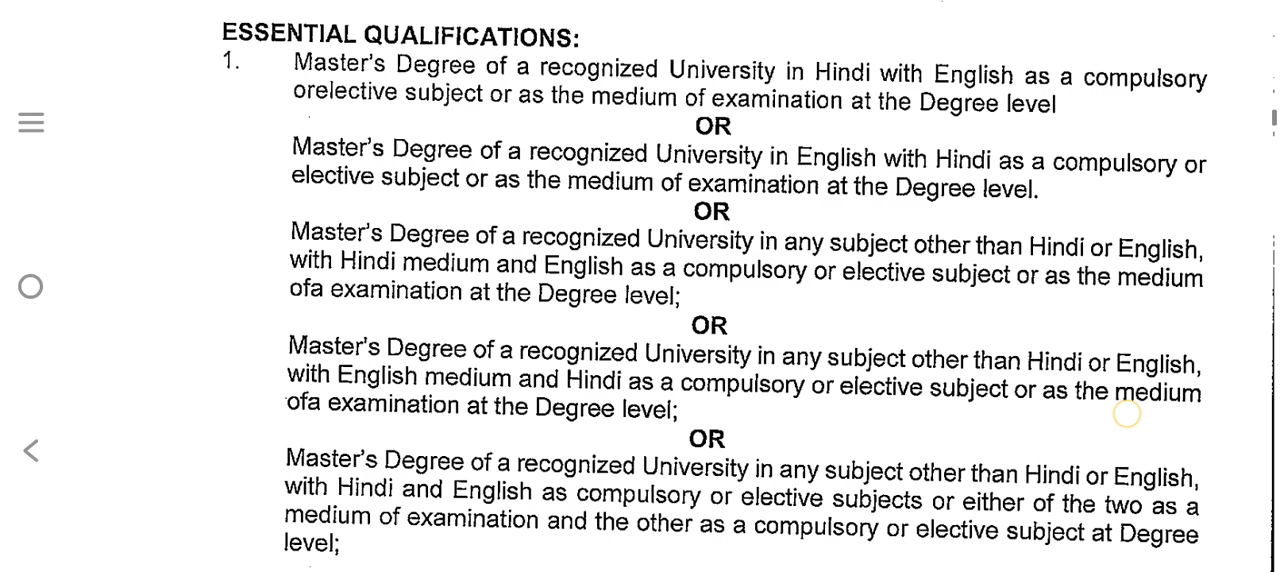 ESSENTIAL QUALIFICATIONS:
1. Master's Degree of a recognized University in Hindi with English as a compulsory
orelective subject or as the medium of examination at the Degree level
OR
Master's Degree of a recognized University in English with Hindi as a compulsory or
elective subject or as the medium of examination at the Degree level.
OR
Master's Degree of a recognized University in any subject other than Hindi or English,
with Hindi medium and English as a compulsory or elective subject or as the medium
ofa examination at the Degree level;
OR
Master's Degree of a recognized University in any subject other than Hindi or English,
with English medium and Hindi as a compulsory or elective subject or as the medium
ofa examination at the Degree level;
OR
Master's Degree of a recognized University in any subject other than Hindi or English,
with Hindi and English as compulsory or elective subjects or either of the two as a
medium of examination and the other as a compulsory or elective subject at Degree
level;